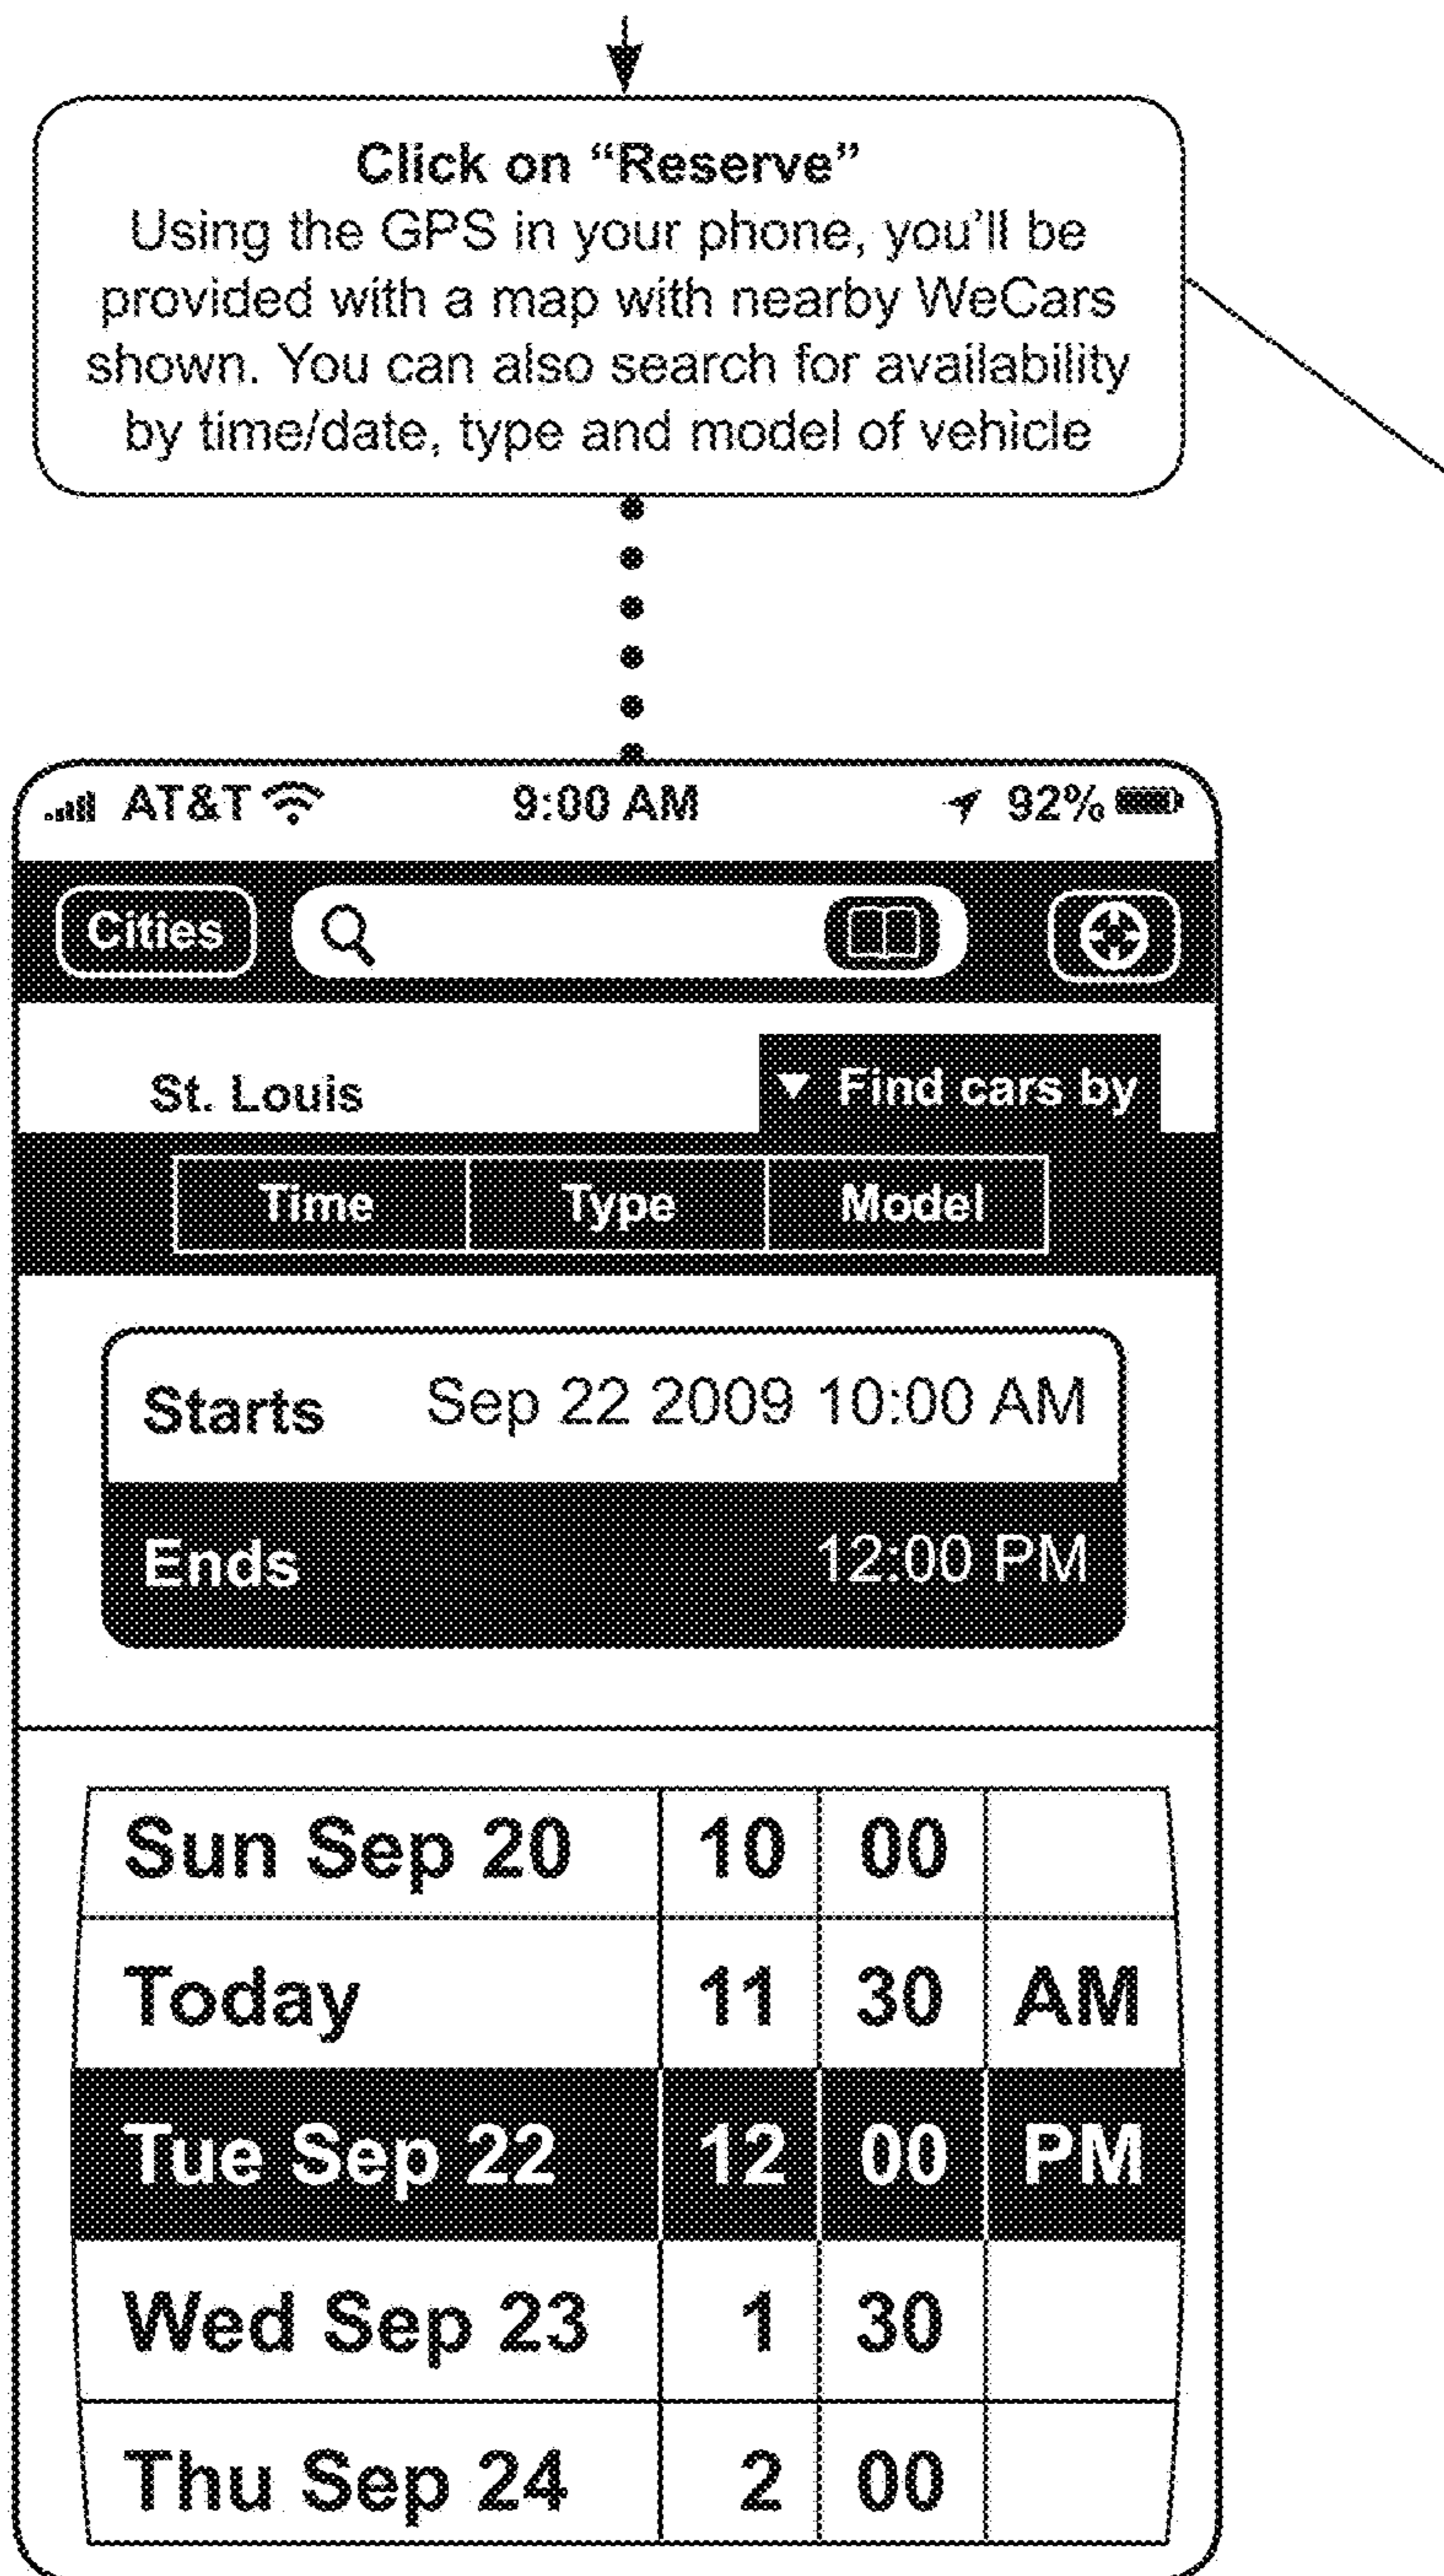 Click on “Reserve”
Using the GPS in your phone, you’ll be
provided with a map with nearby WeCars
shown. You can also search for availability
by time/date, type and model of vehicle
AT&T 9:00 AM 92%
Cities
St. Louis
Find cars by
Time Type Model
Starts Sep 22 2009 10:00 AM
Ends 12:00 PM
Sun Sep 20 10 00
Today 11 30 AM
Tue Sep 22 12 00 PM
Wed Sep 23 1 30
Thu Sep 24 2 00